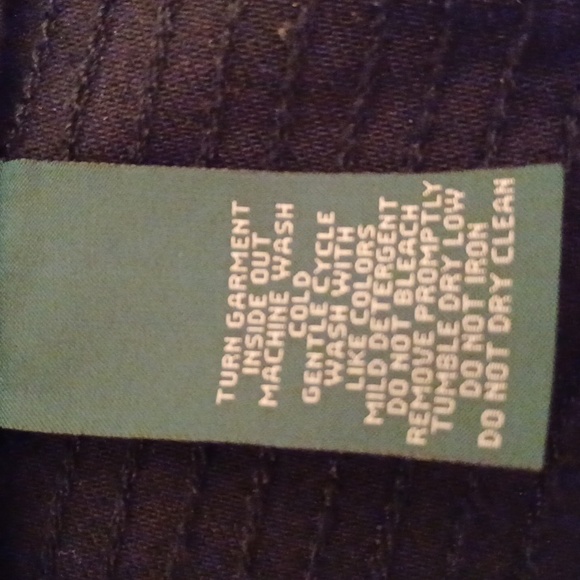 TURN GARMENT
INSIDE OUT
MACHINE WASH
COLD
GENTLE CYCLE
WASH WITH
LIKE COLORS
MILD DETERGENT
DO NOT BLEACH
REMOVE PROMPTLY
TUMBLE DRY LOW
DO NOT IRON
DO NOT DRY CLEAN